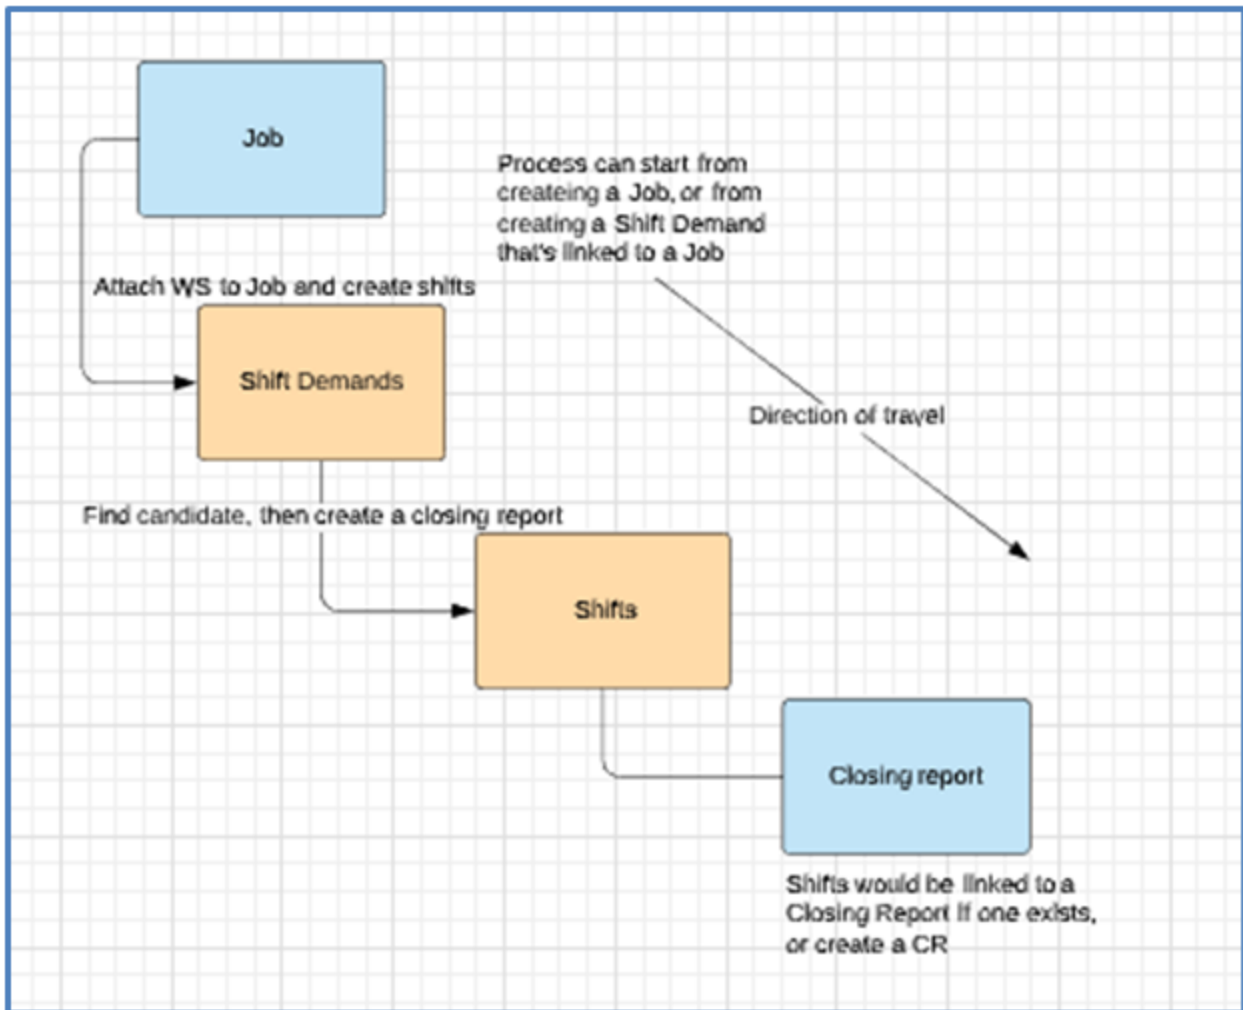 Job
Process can start from
createing a Job, or from
creating a Shift Demand
that's linked to a Job
Attach WS to Job and create shifts
Shift Demands
Direction of travel
Find candidate, then create a closing report
Shifts
Closing report
Shifts would be linked to a
Closing Report if one exists,
or create a CR